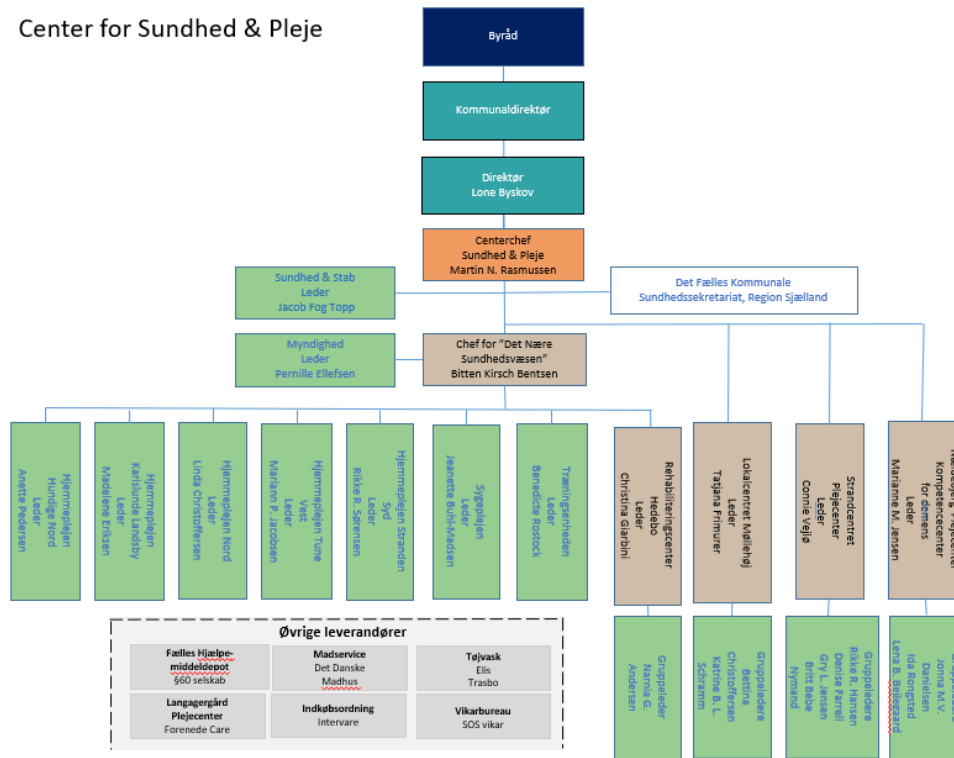 Center for Sundhed & Pleje
Byråd
Kommunaldirektør
Direktør
Lone Byskov
Centerchef
Sundhed & Pleje
Martin N. Rasmussen
Sundhed & Stab
Leder
Jacob Fog Topp
Det Fælles Kommunale
Sundhedssekretariat, Region Sjælland
Myndighed
Leder
Pernille Ellefsen
Chef for "Det Nære
Sundhedsvæsen"
Bitten Kirsch Bentsen
Hjemmeplejen
Hundige Nord
Leder
Anette Pedersen
Hjemmeplejen
Karlslunde Landsby
Leder
Madelene Eriksen
Hjemmeplejen Nord
Leder
Linda Christoffersen
Hjemmeplejen Tune
Vest
Leder
Mariann P. Jacobsen
Hjemmeplejen Stranden
Syd
Leder
Rikke R. Sørensen
Sygeplejen
Leder
Jeanette Buhl-Madsen
Træningsenheden
Leder
Benedicte Rostock
Rehabiliteringscenter
Hedebo
Leder
Christina Giarbini
Lokalcentret Møllehøj
Leder
Tatjana Frimurer
Strandcentret
Plejecenter
Leder
Connie Vejlø
Kompetencecenter
for demens
Leder
Marianne M. Jensen
Gruppeleder
Narnia G.
Andersen
Gruppeledere
Bettina
Christoffersen
Katrine B. L.
Schramm
Gruppeledere
Rikke R. Hansen
Denise Farrell
Gry L. Jensen
Britt Bebe
Nymand
Jonna M.V.
Danielsen
Ida Rongsted
Lena B. Bejleegaard
Øvrige leverandører
Fælles Hjælpe-
middeldepot
§60 selskab
Madservice
Det Danske
Madhus
Tøjvask
Elis
Trasbo
Langagergård
Plejecenter
Forenede Care
Indkøbsordning
Intervare
Vikarbureau
SOS vikar